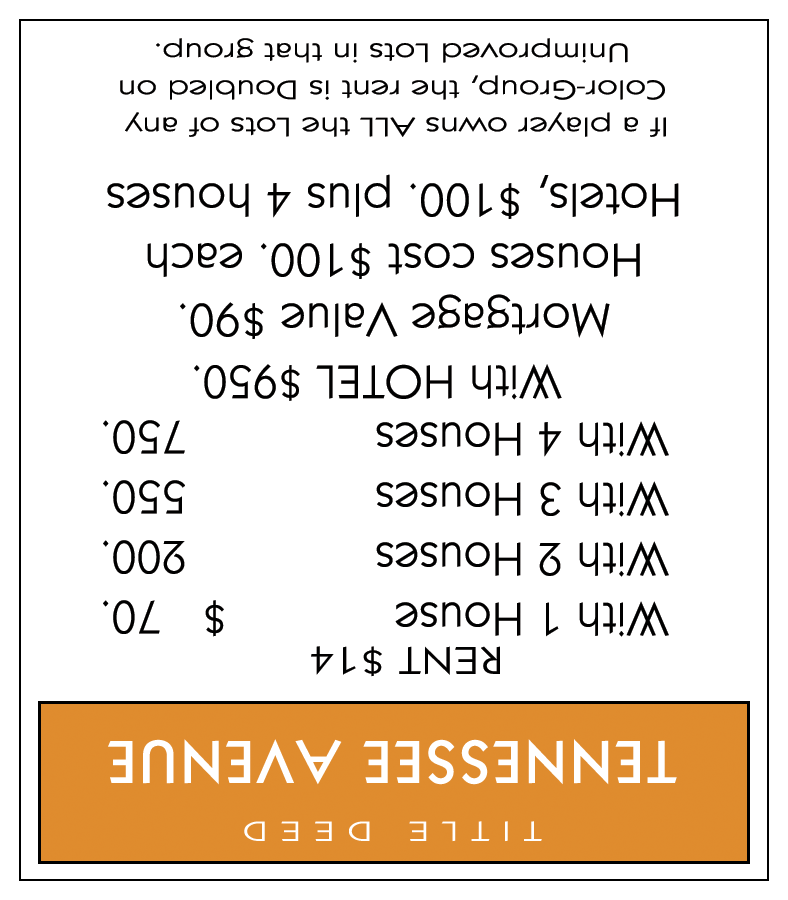 TITLE DEED
TENNESSEE AVENUE
RENT $14
With 1 House $ 70.
With 2 Houses 200.
With 3 Houses 550.
With 4 Houses 750.
With HOTEL $950.
Mortgage Value $90.
Houses cost $100. each
Hotels, $100. plus 4 houses
If a player owns ALL the Lots of any
Color-Group, the rent is Doubled on
Unimproved Lots in that group.